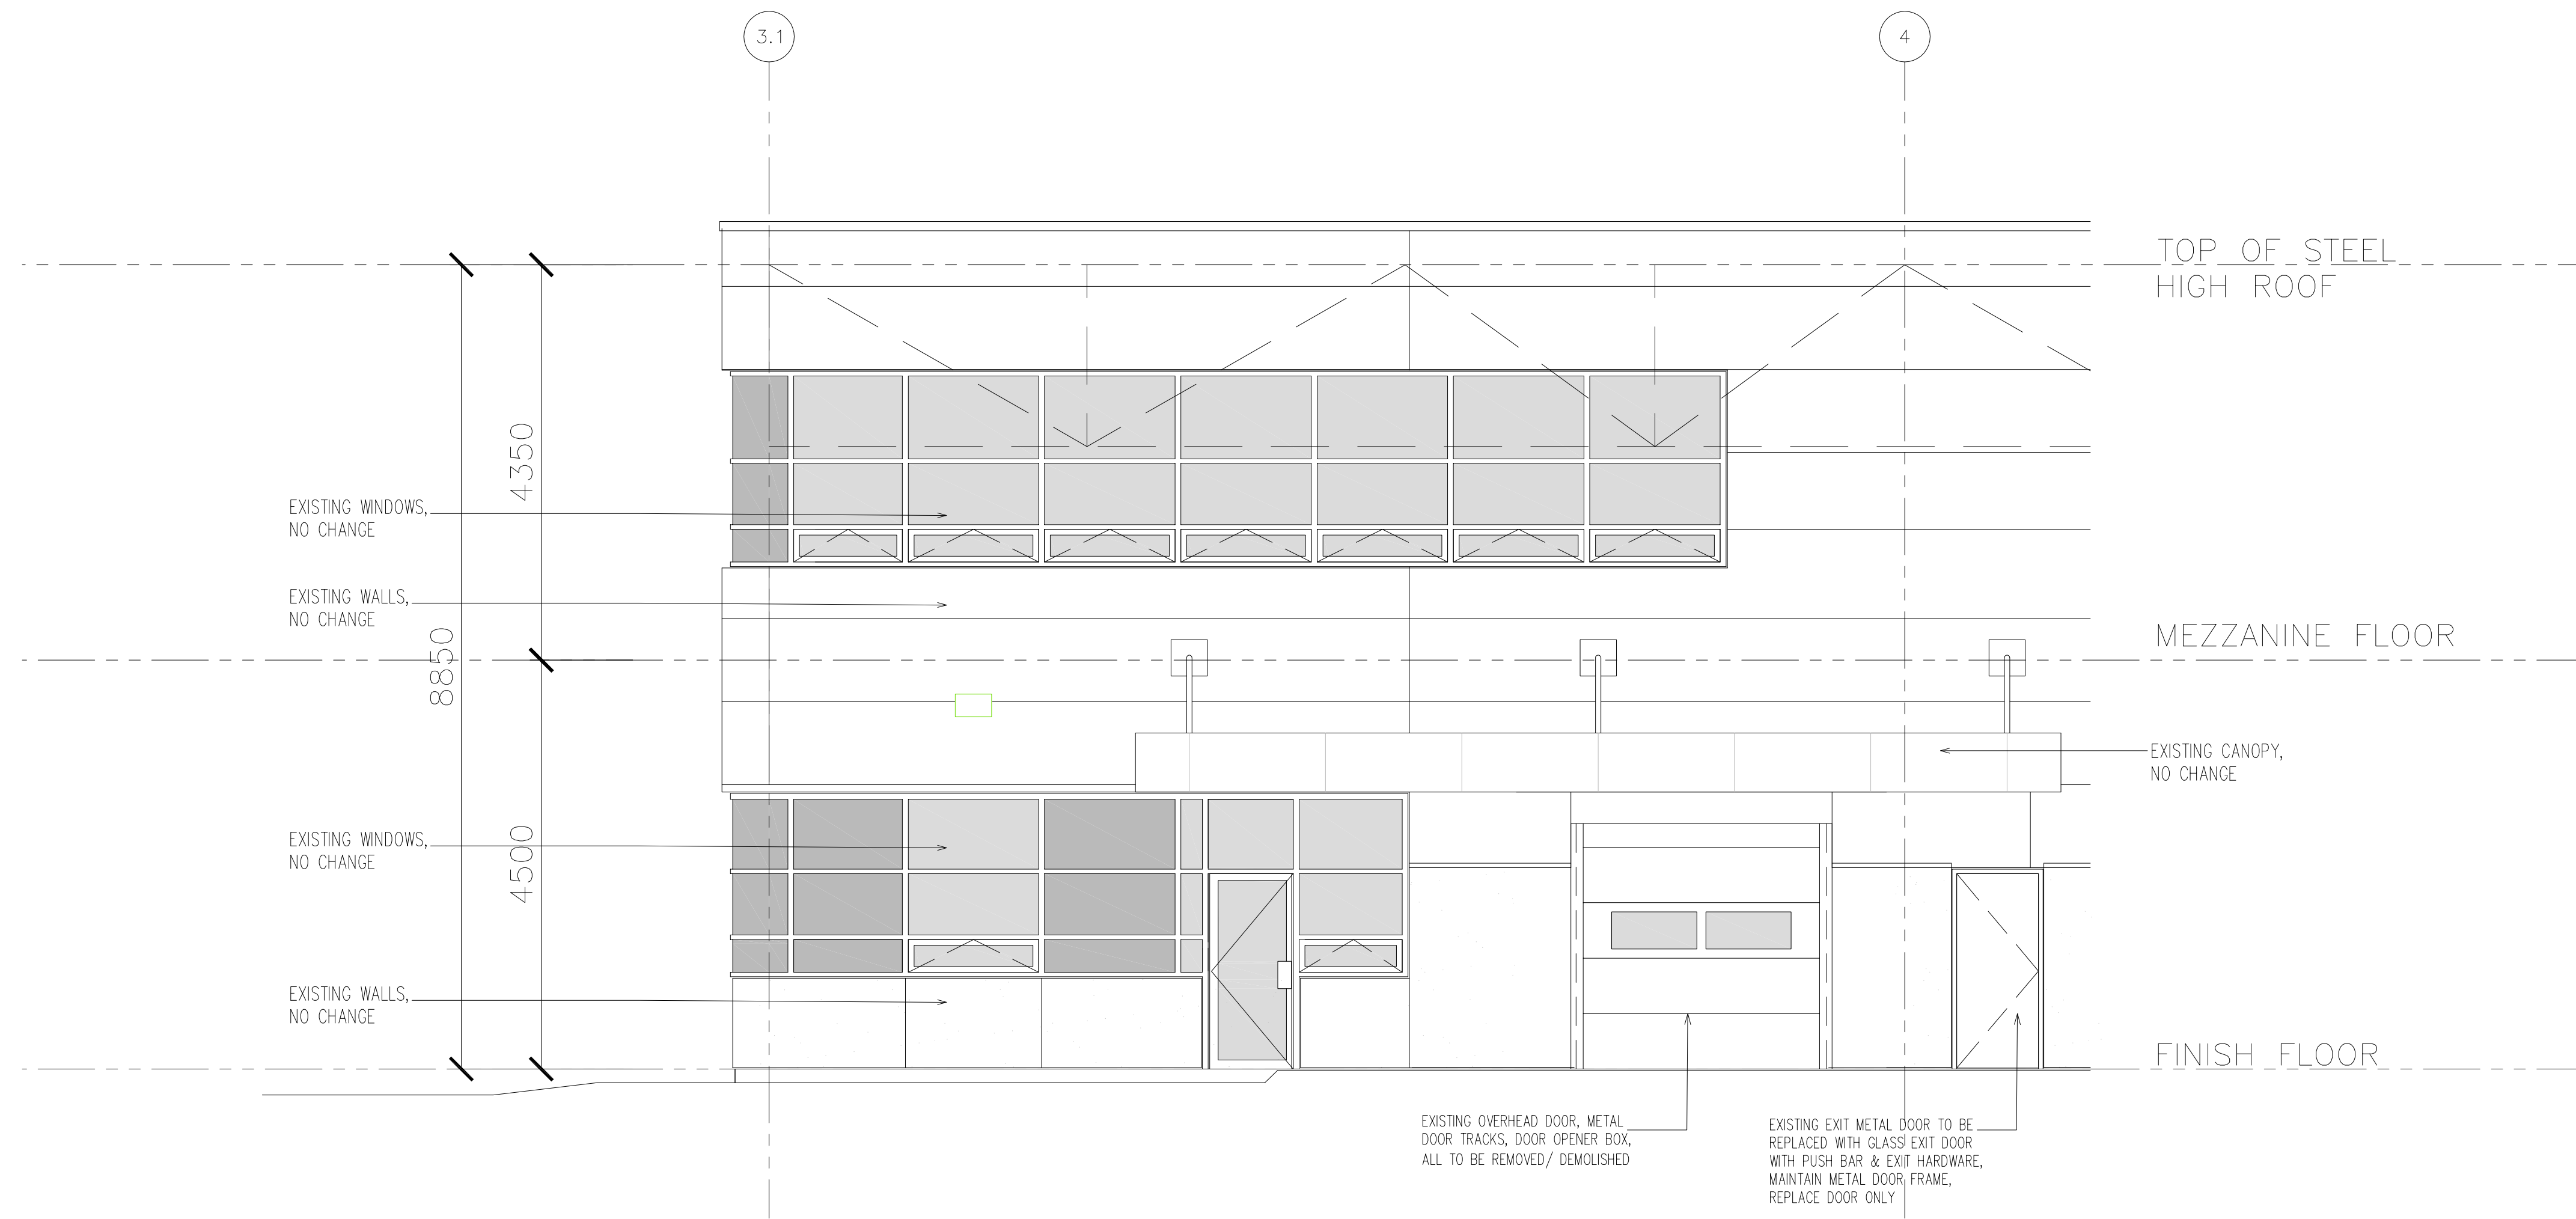 3.1
4
TOP OF STEEL
HIGH ROOF
4350
EXISTING WINDOWS,
NO CHANGE
EXISTING WALLS,
NO CHANGE
8850
MEZZANINE FLOOR
EXISTING CANOPY,
NO CHANGE
4500
EXISTING WINDOWS,
NO CHANGE
EXISTING WALLS,
NO CHANGE
FINISH FLOOR
EXISTING OVERHEAD DOOR, METAL
DOOR TRACKS, DOOR OPENER BOX,
ALL TO BE REMOVED/ DEMOLISHED
EXISTING EXIT METAL DOOR TO BE
REPLACED WITH GLASS EXIT DOOR
WITH PUSH BAR & EXIT HARDWARE,
MAINTAIN METAL DOOR FRAME,
REPLACE DOOR ONLY